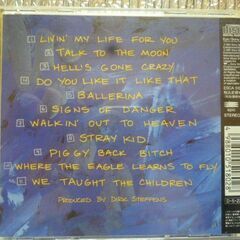 1 LIVIN' MY LIFE FOR YOU
2 TALK TO THE MOON
3 HELL'S GONE CRAZY
4 DO YOU LIKE IT LIKE THAT
5 BALLERINA
6 SIGNS OF DANGER
7 WALKIN' OUT TO HEAVEN
8 STRAY KID
9 PIGGY BACK BITCH
10 WHERE THE EAGLE LEARNS TO FLY
11 WE TAUGHT THE CHILDREN
PRODUCED BY DIRK STEFFENS
STEREO